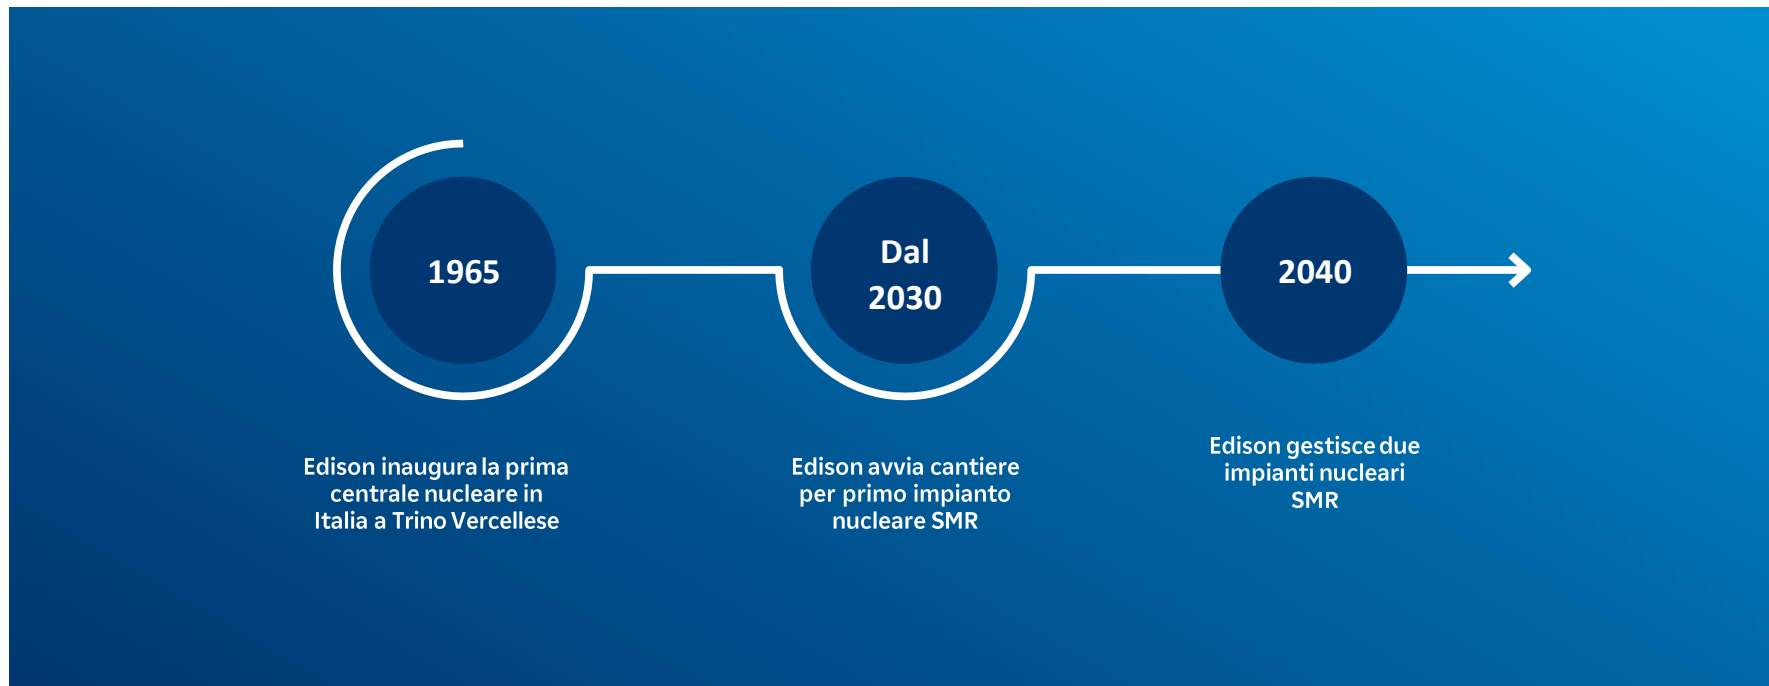 1965
Dal
2030
2040
Edison inaugura la prima
centrale nucleare in
Italia a Trino Vercellese
Edison avvia cantiere
per primo impianto
nucleare SMR
Edison gestisce due
impianti nucleari
SMR